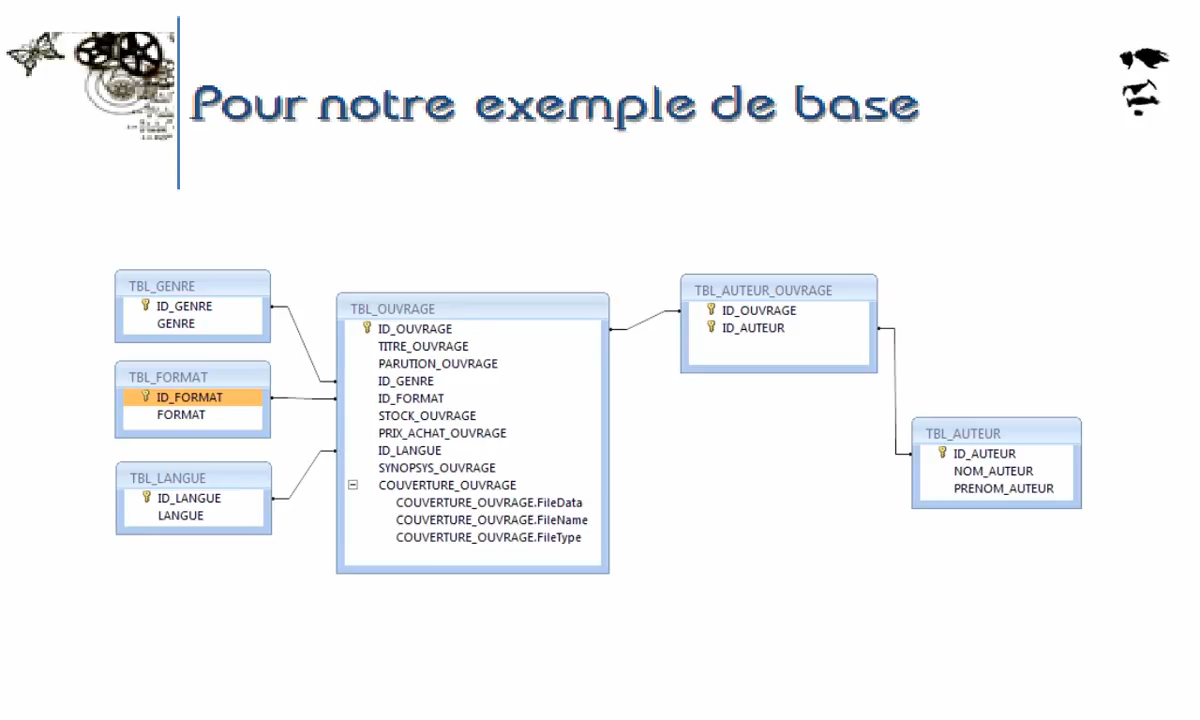 Pour notre exemple de base
TBL_GENRE
ID_GENRE
GENRE
TBL_FORMAT
ID_FORMAT
FORMAT
TBL_LANGUE
ID_LANGUE
LANGUE
TBL_OUVRAGE
ID_OUVRAGE
TITRE_OUVRAGE
PARUTION_OUVRAGE
ID_GENRE
ID_FORMAT
STOCK_OUVRAGE
PRIX_ACHAT_OUVRAGE
ID_LANGUE
SYNOPSYS_OUVRAGE
COUVERTURE_OUVRAGE
COUVERTURE_OUVRAGE.FileData
COUVERTURE_OUVRAGE.FileName
COUVERTURE_OUVRAGE.FileType
TBL_AUTEUR_OUVRAGE
ID_OUVRAGE
ID_AUTEUR
TBL_AUTEUR
ID_AUTEUR
NOM_AUTEUR
PRENOM_AUTEUR